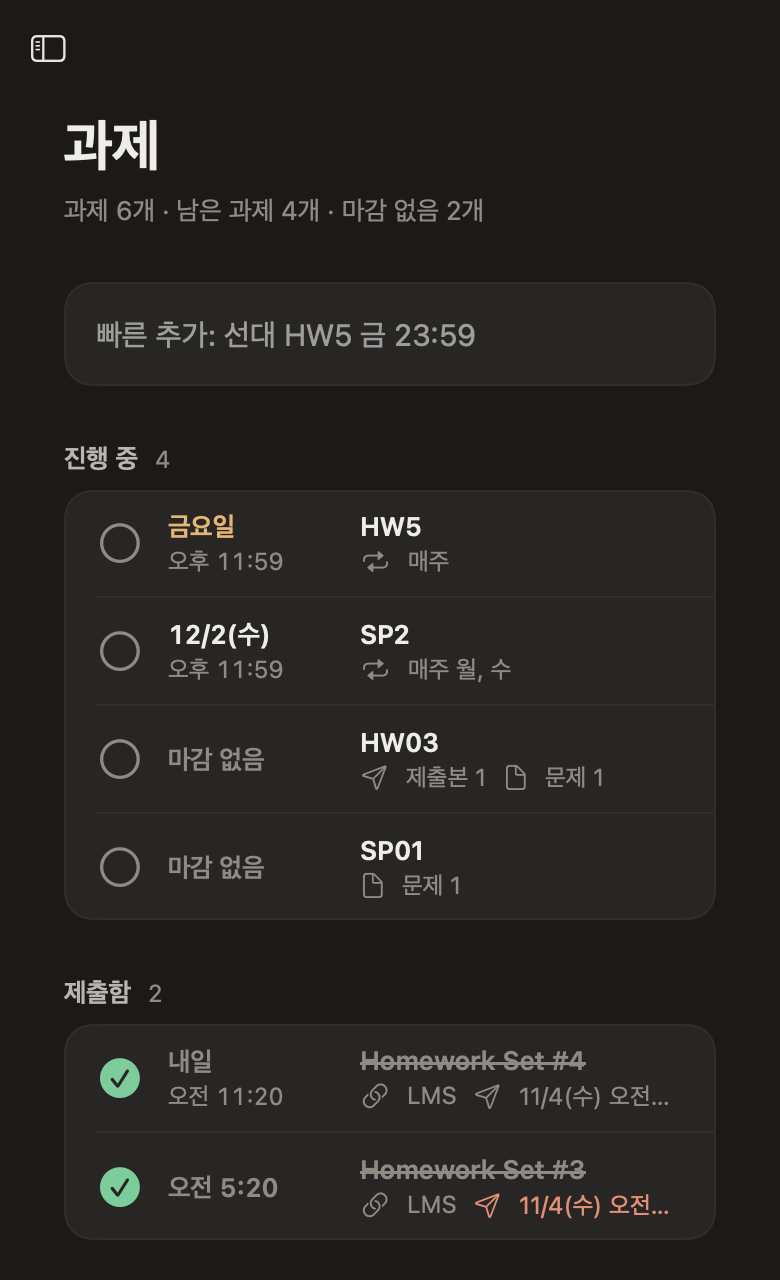 과제
과제 6개 · 남은 과제 4개 · 마감 없음 2개
빠른 추가: 선대 HW5 금 23:59
진행 중 4
금요일 HW5
오후 11:59 매주
12/2(수) SP2
오후 11:59 매주 월, 수
마감 없음 HW03
제출본 1 문제 1
마감 없음 SP01
문제 1
제출함 2
내일 Homework Set #4
오전 11:20 LMS 11/4(수) 오전...
오전 5:20 Homework Set #3
LMS 11/4(수) 오전...